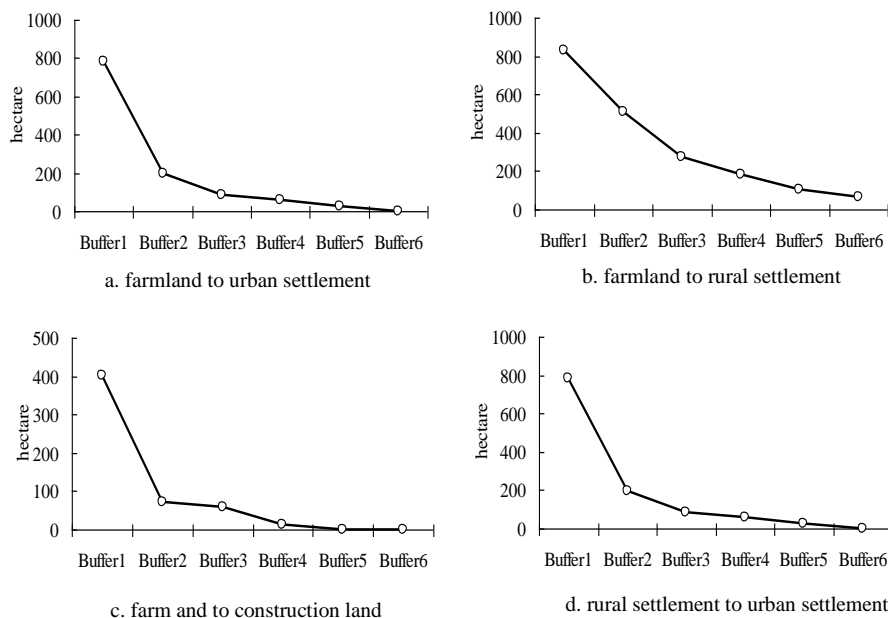 1000
800
600
400
200
0
hectare
Buffer1 Buffer2 Buffer3 Buffer4 Buffer5 Buffer6
a. farmland to urban settlement
1000
800
600
400
200
0
hectare
Buffer1 Buffer2 Buffer3 Buffer4 Buffer5 Buffer6
b. farmland to rural settlement
500
400
300
200
100
0
hectare
Buffer1 Buffer2 Buffer3 Buffer4 Buffer5 Buffer6
c. farm and to construction land
1000
800
600
400
200
0
hectare
Buffer1 Buffer2 Buffer3 Buffer4 Buffer5 Buffer6
d. rural settlement to urban settlement